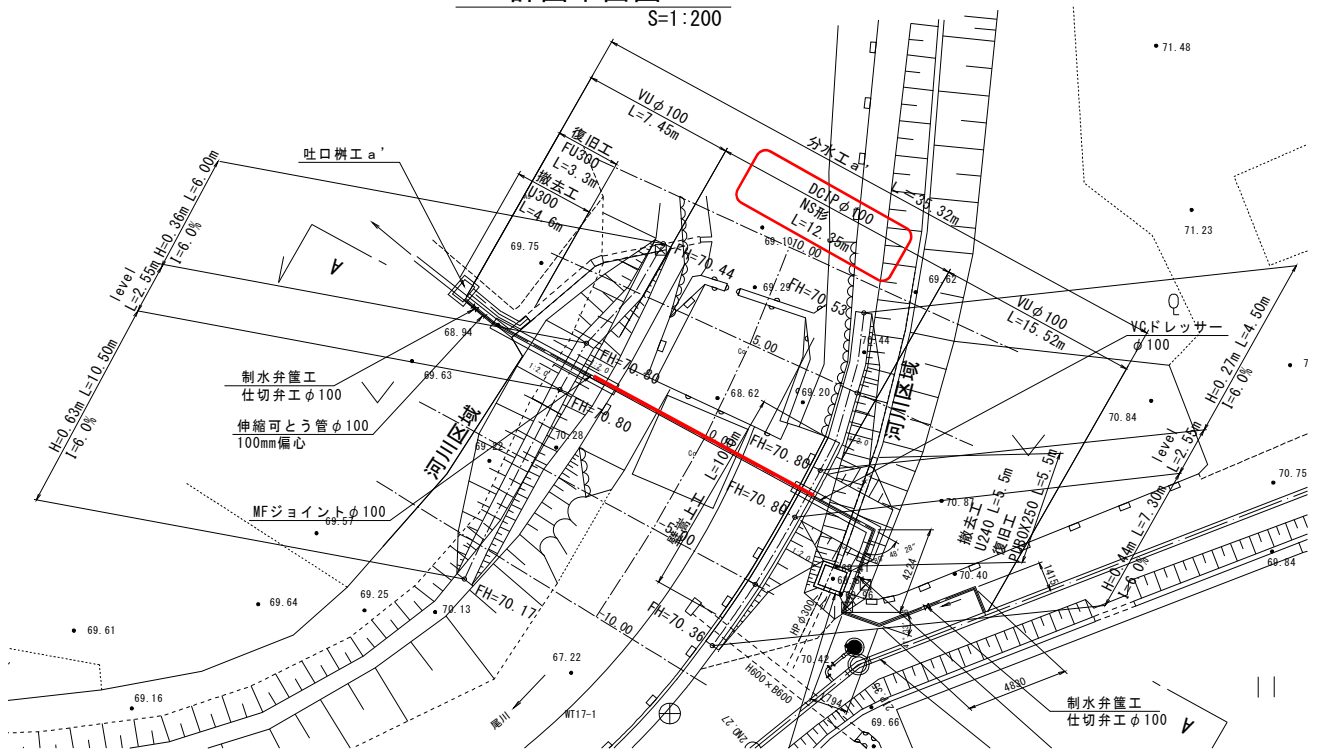 S=1:200
71.48
VUφ100
L=7.45m
分水工a'
L=35.32m
復旧工
FU300
L=3.3m
撤去工
U300
L=4.6m
吐口桝工a'
DCIPφ100
NS形
L=12.35m
H=0.36m L=6.00m
I=6.0%
level
L=2.55m
H=0.63m L=10.50m
I=6.0%
A
69.75
FH=70.44
69.10
10.00
69.29
FH=70.53
69.62
71.23
VUφ100
L=15.52m
VCドレッサー
φ100
H=0.27m L=4.50m
I=6.0%
68.94
69.63
制水弁筐工
仕切弁工φ100
伸縮可とう管φ100
100mm偏心
FH=70.80
FH=70.80
5.00
70.44
68.62
69.20
河川区域
70.84
河川区域
70.28
69.22
FH=70.80
FH=70.80
level
L=2.55m
70.75
MFジョイントφ100
69.57
70.87
撤去工
U240 L=5.5m
復旧工
L=5.5m
H=0.44m L=7.30m
I=6.0%
69.84
4224
70.40
1415
69.64
69.25
70.13
FH=70.17
-10.00
FH=70.36
HPφ300
69.61
67.22
70.42
H600×B600
4830
69.16
尾川
WT17-1
69.66
制水弁筐工
仕切弁工φ100
A